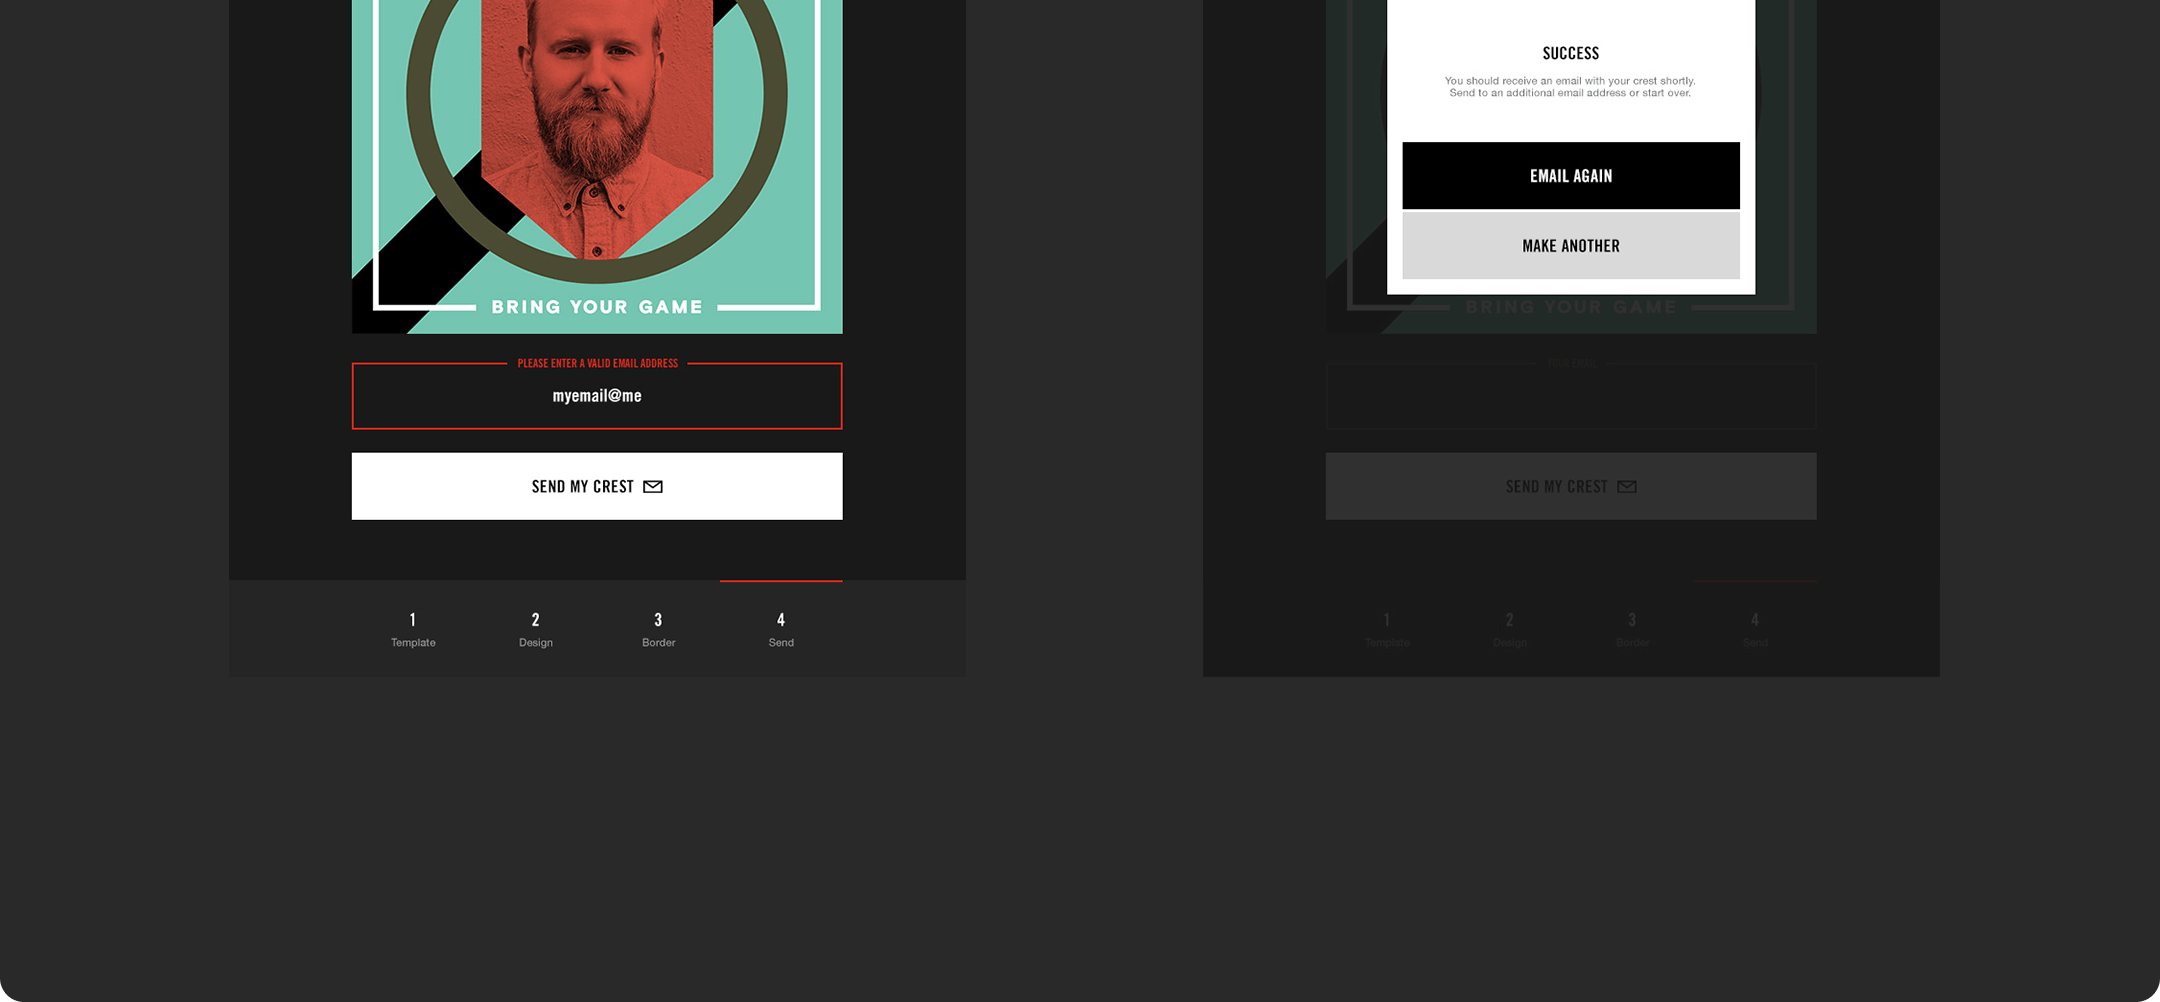 BRING YOUR GAME
PLEASE ENTER A VALID EMAIL ADDRESS
myemail@me
SEND MY CREST
1
Template
2
Design
3
Border
4
Send
SUCCESS
You should receive an email with your crest shortly.
Send to an additional email address or start over.
EMAIL AGAIN
MAKE ANOTHER
BRING YOUR GAME
YOUR EMAIL
SEND MY CREST
1
Template
2
Design
3
Border
4
Send